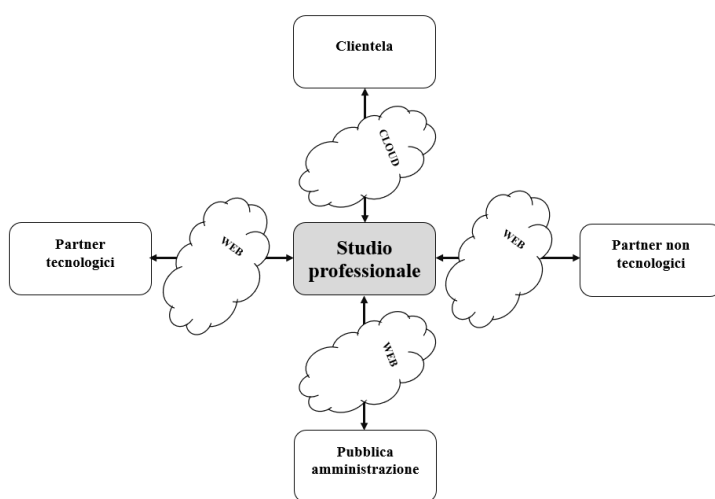 Clientela
CLOUD
Partner
tecnologici
WEB
Studio
professionale
WEB
Partner non
tecnologici
WEB
Pubblica
amministrazione